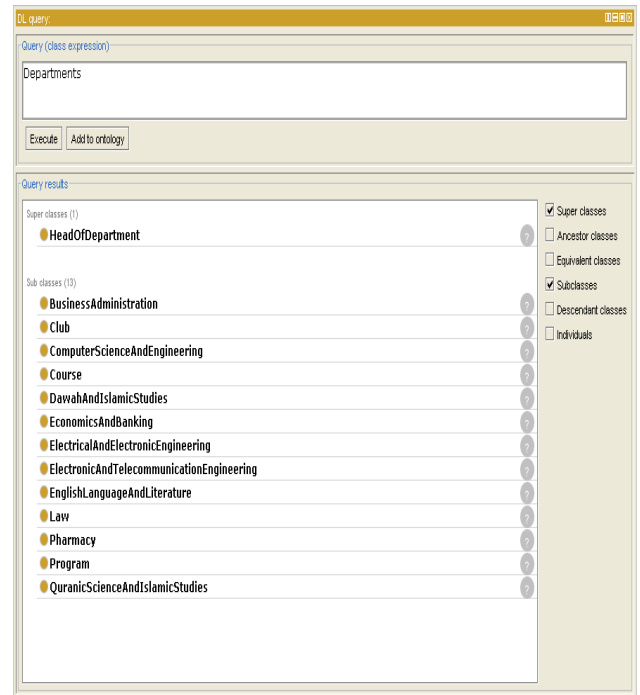 DL query:
Query (class expression)
Departments
Execute
Add to ontology
Query results
Super classes (1)
HeadOfDepartment
?
Sub classes (13)
BusinessAdministration
?
Club
?
ComputerScienceAndEngineering
?
Course
?
DawahAndIslamicStudies
?
EconomicsAndBanking
?
ElectricalAndElectronicEngineering
?
ElectronicAndTelecommunicationEngineering
?
EnglishLanguageAndLiterature
?
Law
?
Pharmacy
?
Program
?
QuranicScienceAndIslamicStudies
?
Super classes
Ancestor classes
Equivalent classes
Subclasses
Descendant classes
Individuals